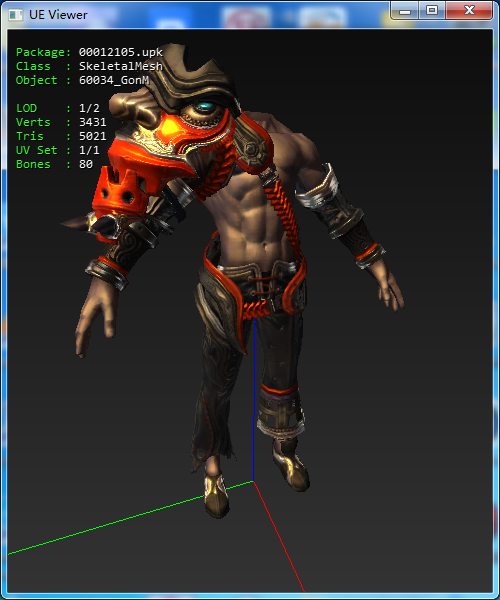 UE Viewer
Package: 00012105.upk
Class : SkeletalMesh
Object : 60034_GonM
LOD : 1/2
Verts : 3431
Tris : 5021
UV Set : 1/1
Bones : 80